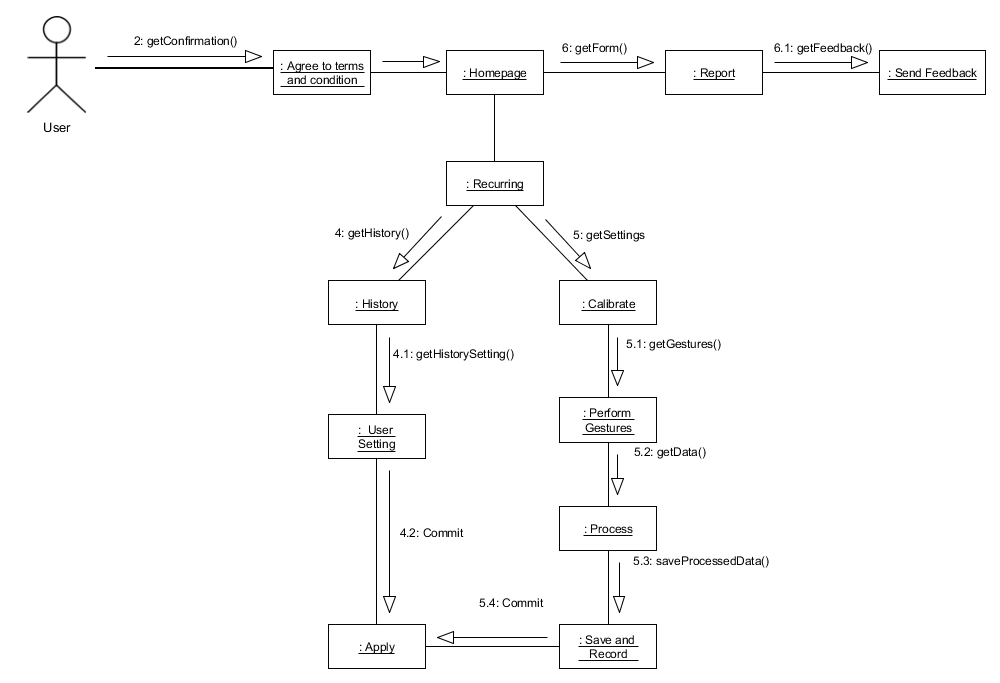 2: getConfirmation()
6: getForm()
6.1: getFeedback()
: Agree to terms
and condition
: Homepage
: Report
: Send Feedback
User
: Recurring
4: getHistory()
5: getSettings
: History
: Calibrate
4.1: getHistorySetting()
5.1: getGestures()
: User
Setting
: Perform
Gestures
5.2: getData()
4.2: Commit
: Process
5.3: saveProcessedData()
5.4: Commit
: Apply
: Save and
Record